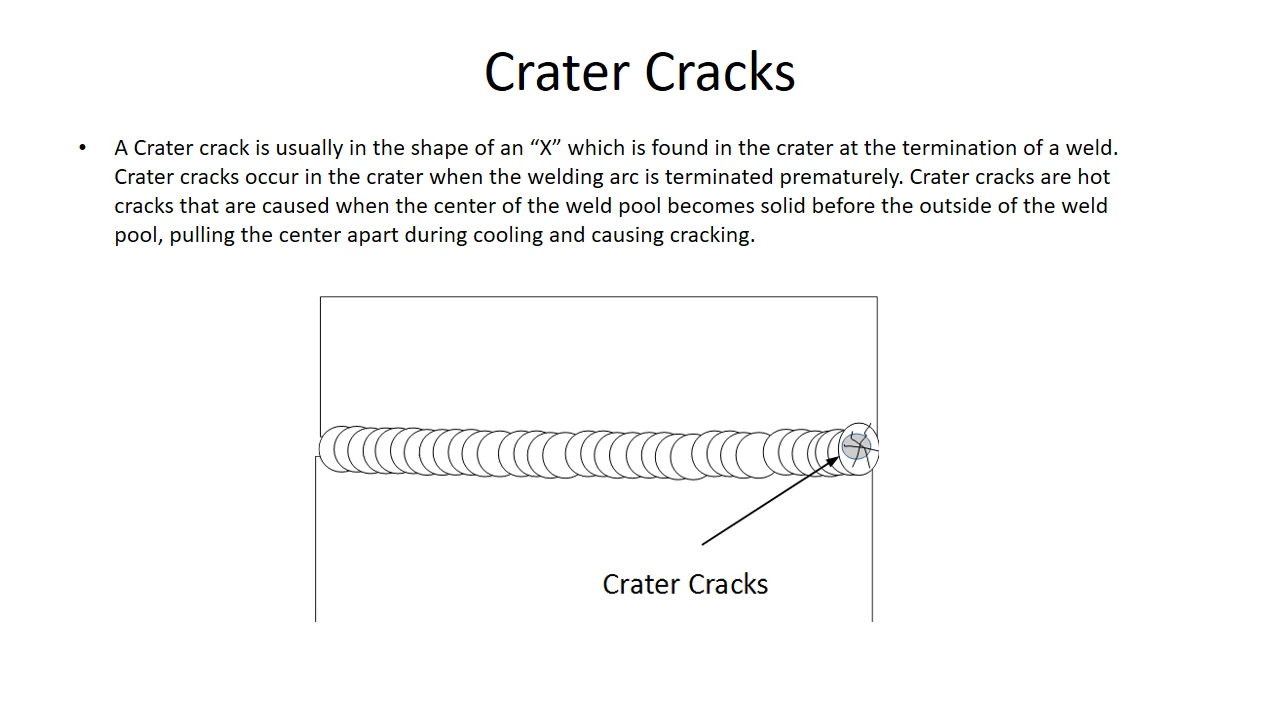 Crater Cracks
• A Crater crack is usually in the shape of an “X” which is found in the crater at the termination of a weld.
Crater cracks occur in the crater when the welding arc is terminated prematurely. Crater cracks are hot
cracks that are caused when the center of the weld pool becomes solid before the outside of the weld
pool, pulling the center apart during cooling and causing cracking.
Crater Cracks